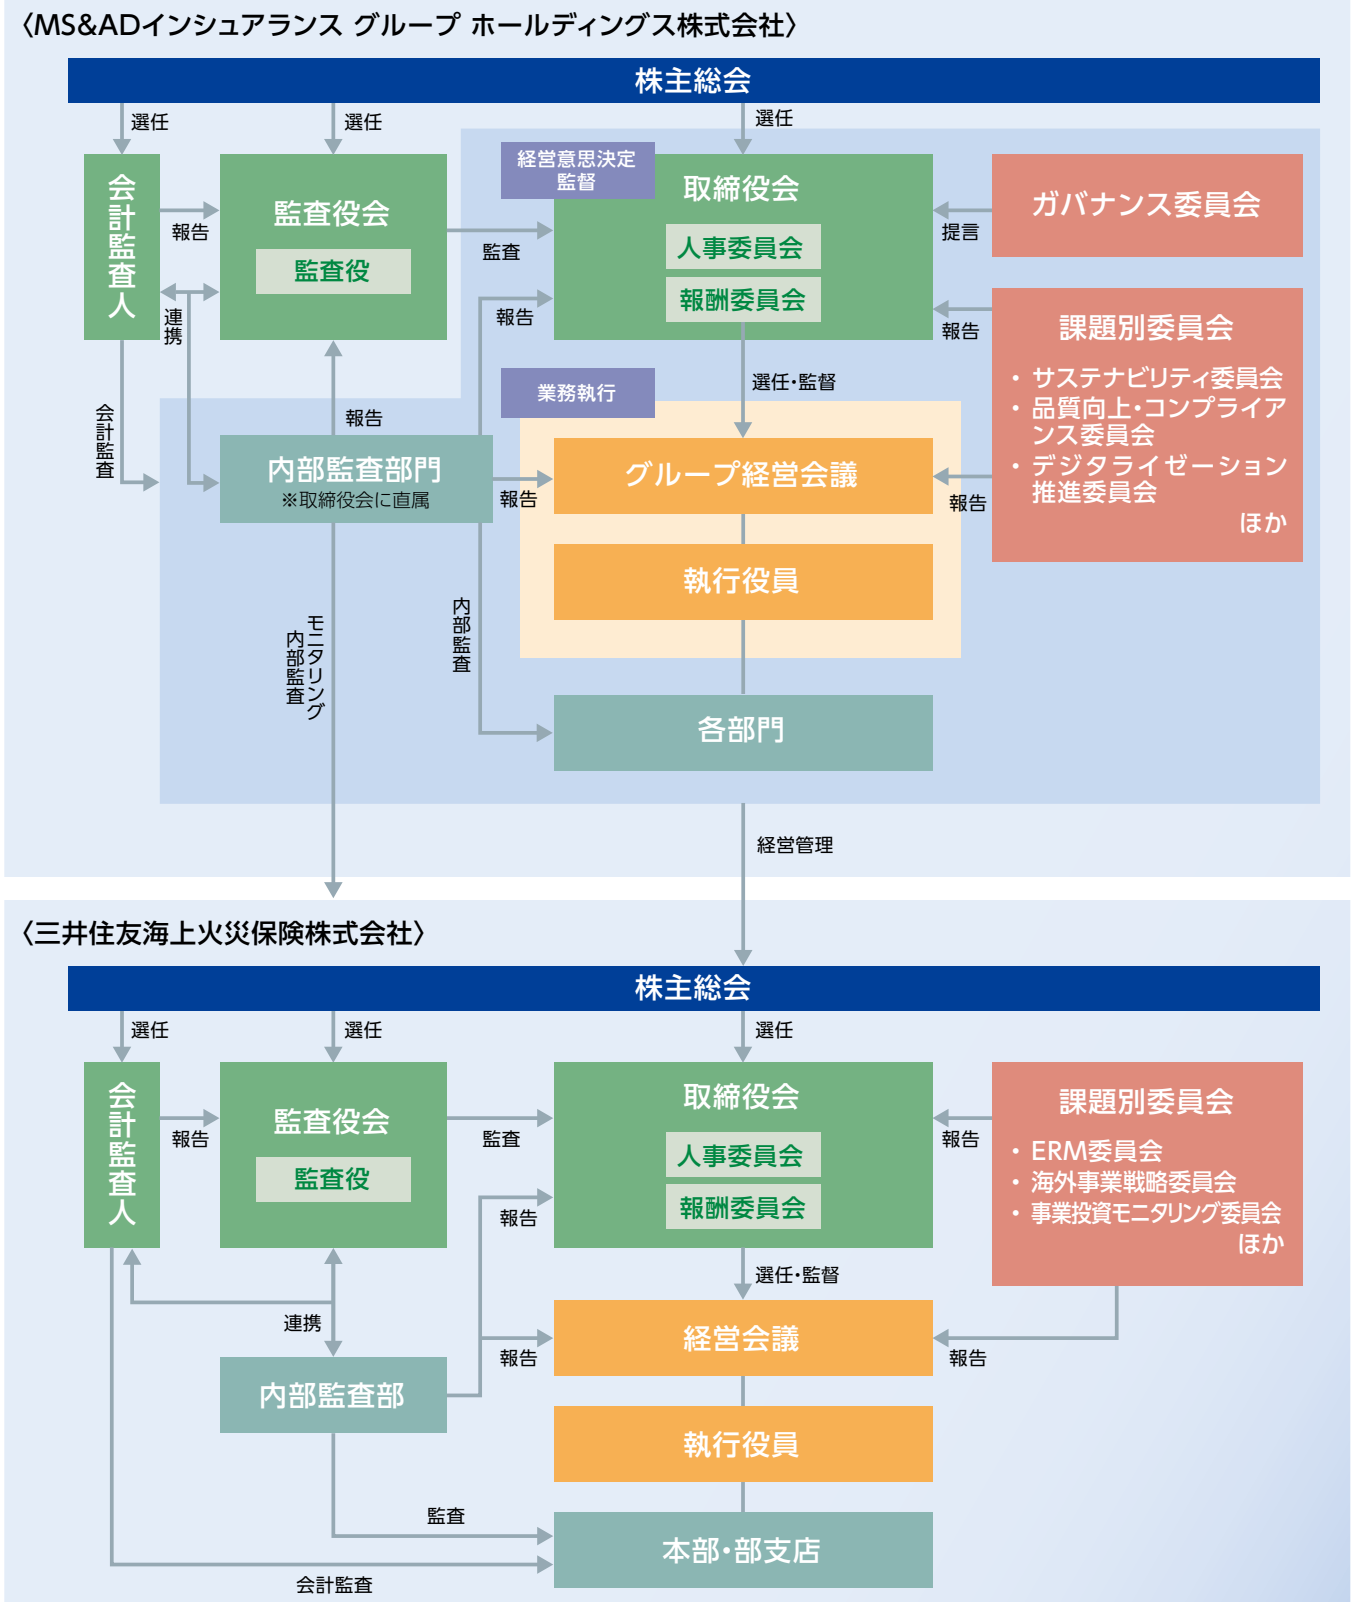 〈MS&ADインシュアランス グループ ホールディングス株式会社〉
株主総会
選任
選任
選任
会計監査人
報告
監査役会
監査役
監査
経営意思決定
監督
取締役会
人事委員会
報酬委員会
提言
ガバナンス委員会
連携
報告
報告
課題別委員会
・サステナビリティ委員会
・品質向上・コンプライア
ンス委員会
・デジタライゼーション
推進委員会
ほか
選任・監督
業務執行
会計監査
報告
内部監査部門
※取締役会に直属
報告
グループ経営会議
報告
執行役員
モニタリング
内部監査
内部監査
各部門
経営管理
〈三井住友海上火災保険株式会社〉
株主総会
選任
選任
選任
会計監査人
報告
監査役会
監査役
監査
取締役会
人事委員会
報酬委員会
報告
報告
課題別委員会
・ERM委員会
・海外事業戦略委員会
・事業投資モニタリング委員会
ほか
選任・監督
連携
報告
経営会議
報告
内部監査部
執行役員
監査
本部・部支店
会計監査